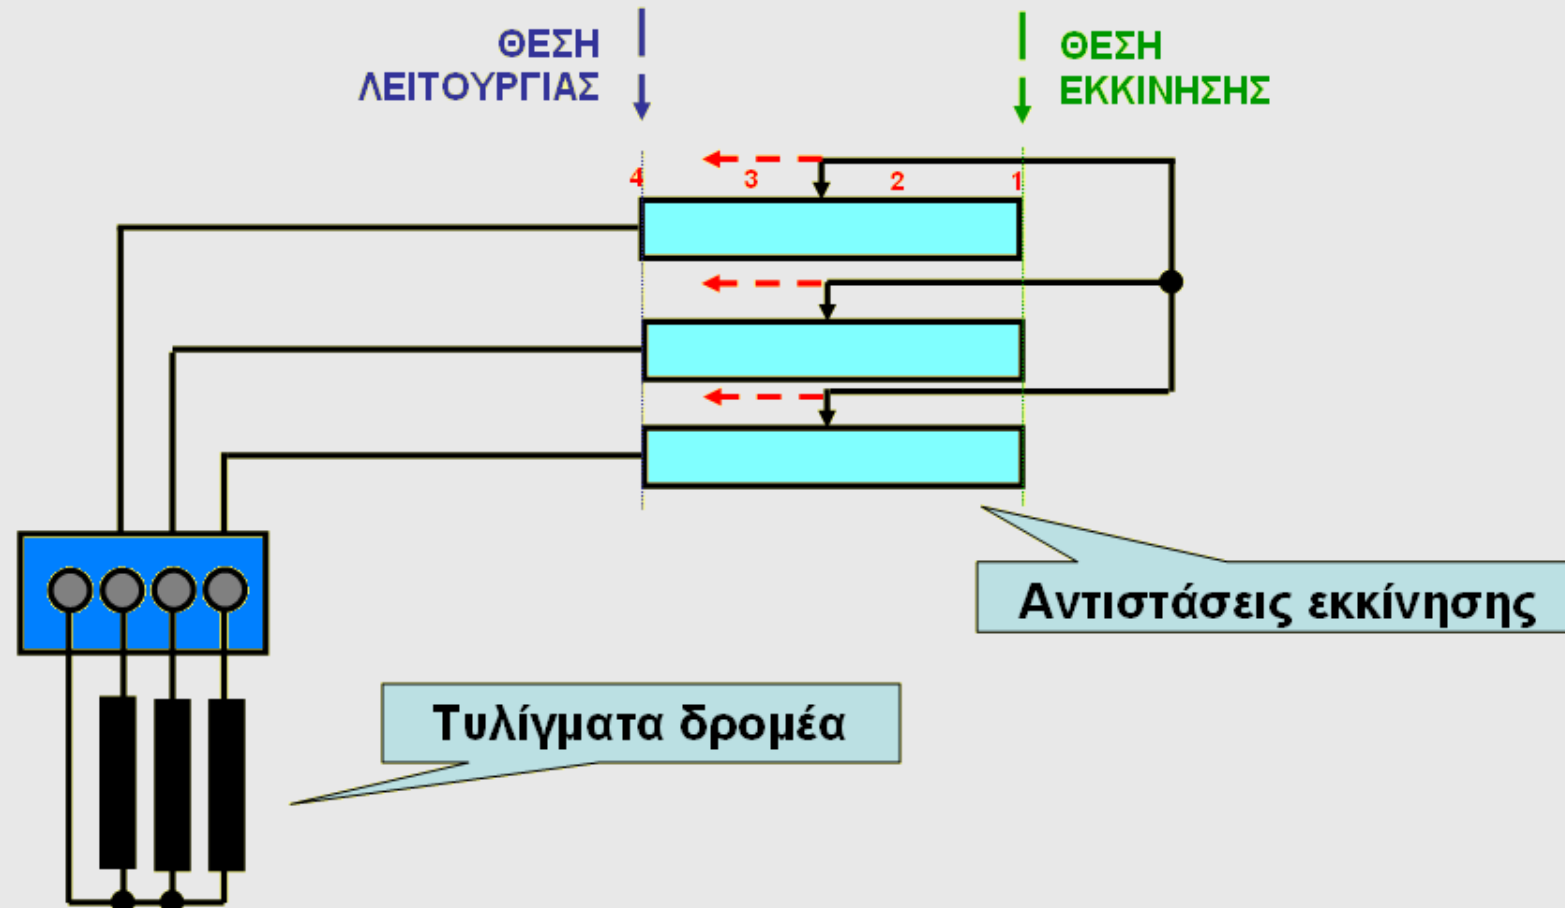 ΘΕΣΗ
ΛΕΙΤΟΥΡΓΙΑΣ
ΘΕΣΗ
ΕΚΚΙΝΗΣΗΣ
4 3 2 1
Αντιστάσεις εκκίνησης
Τυλίγματα δρομέα